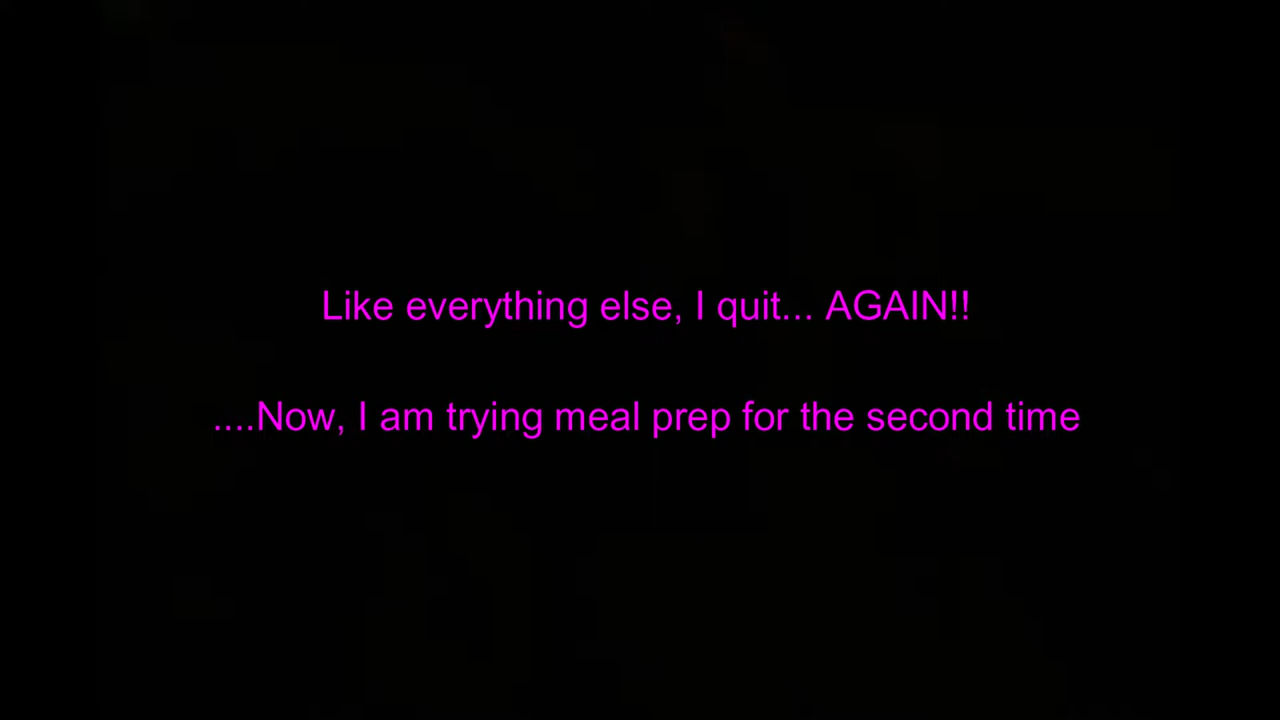 Like everything else, I quit... AGAIN!!
....Now, I am trying meal prep for the second time